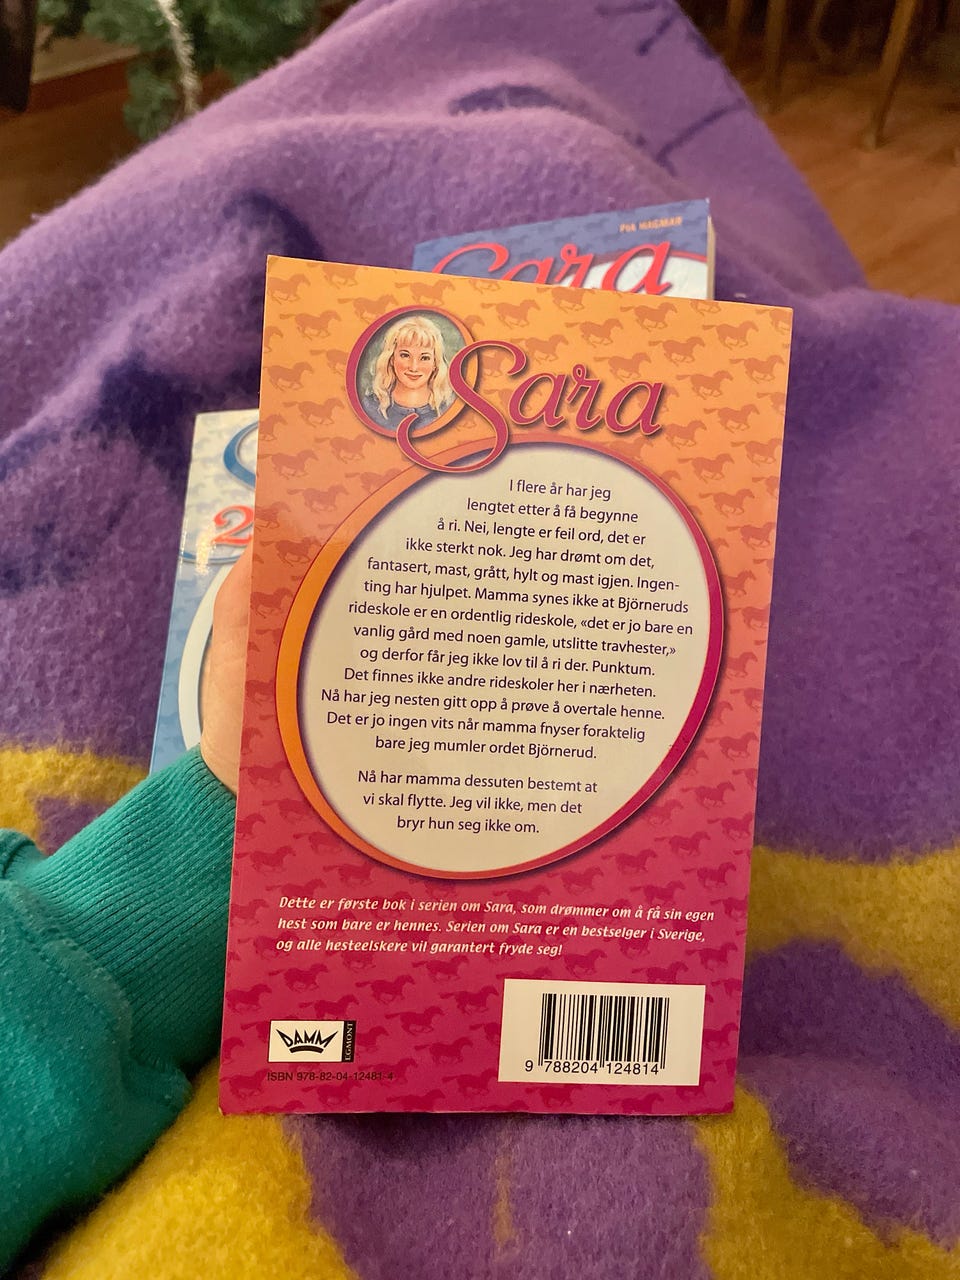 PIA HAGMAR
Sara
2
Sara
I flere år har jeg
lengtet etter å få begynne
å ri. Nei, lengte er feil ord, det er
ikke sterkt nok. Jeg har drømt om det,
fantasert, mast, grått, hylt og mast igjen. Ingen-
ting har hjulpet. Mamma synes ikke at Björneruds
rideskole er en ordentlig rideskole, «det er jo bare en
vanlig gård med noen gamle, utslitte travhester,»
og derfor får jeg ikke lov til å ri der. Punktum.
Det finnes ikke andre rideskoler her i nærheten.
Nå har jeg nesten gitt opp å prøve å overtale henne.
Det er jo ingen vits når mamma fnyser foraktelig
bare jeg mumler ordet Björnerud.
Nå har mamma dessuten bestemt at
vi skal flytte. Jeg vil ikke, men det
bryr hun seg ikke om.
Dette er første bok i serien om Sara, som drømmer om å få sin egen
hest som bare er hennes. Serien om Sara er en bestselger i Sverige,
og alle hesteelskere vil garantert fryde seg!
DAMM
EGMONT
ISBN 978-82-04-12481-4
9 788204 124814